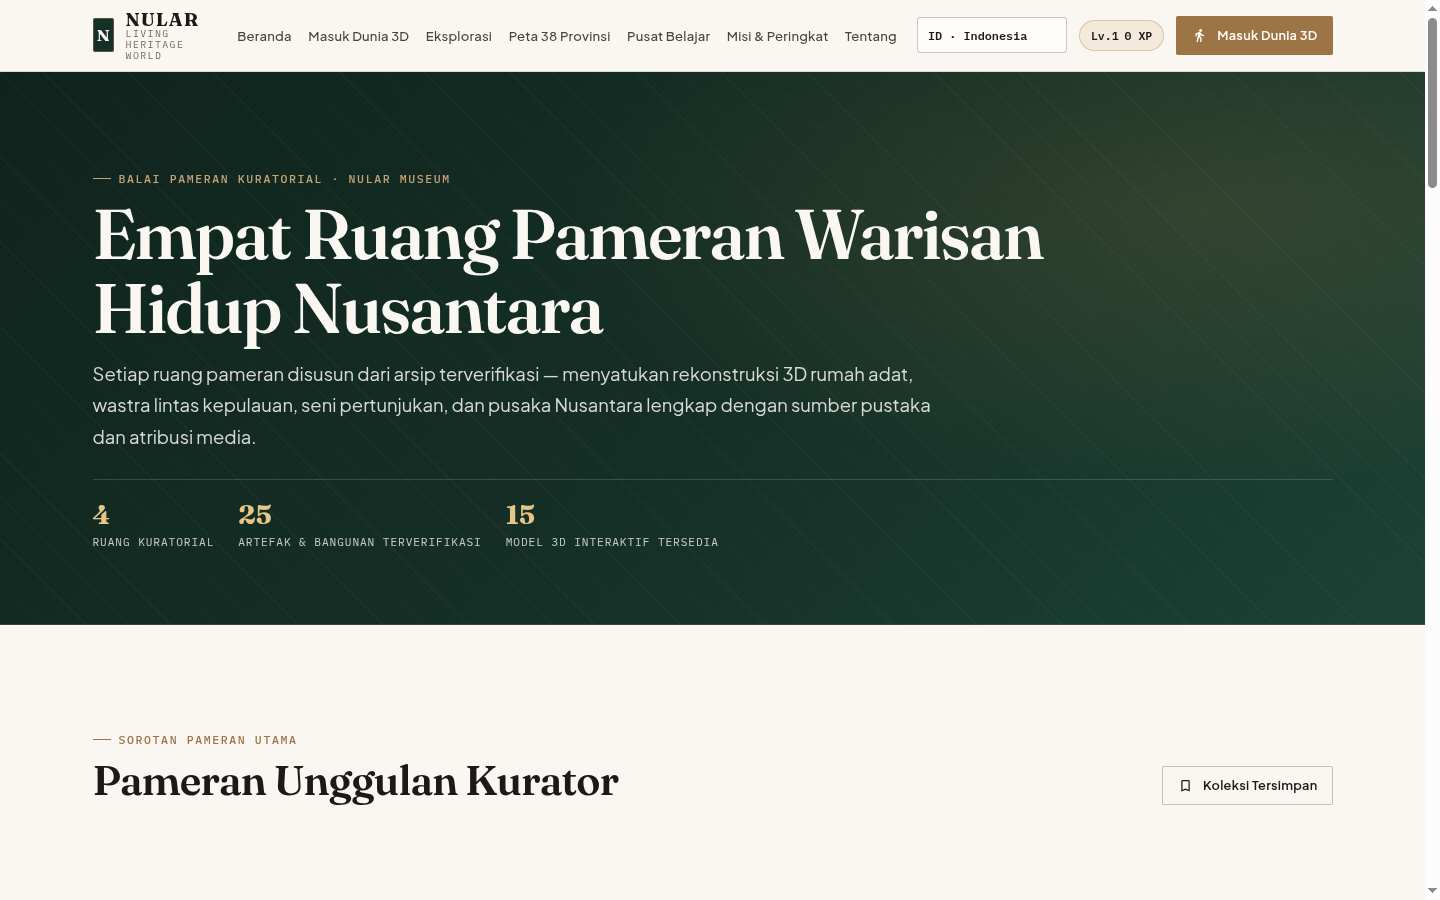 N
NULAR
LIVING
HERITAGE
WORLD
Beranda
Masuk Dunia 3D
Eksplorasi
Peta 38 Provinsi
Pusat Belajar
Misi & Peringkat
Tentang
ID · Indonesia
Lv.1 0 XP
Masuk Dunia 3D
BALAI PAMERAN KURATORIAL · NULAR MUSEUM
Empat Ruang Pameran Warisan
Hidup Nusantara
Setiap ruang pameran disusun dari arsip terverifikasi — menyatukan rekonstruksi 3D rumah adat,
wastra lintas kepulauan, seni pertunjukan, dan pusaka Nusantara lengkap dengan sumber pustaka
dan atribusi media.
4
RUANG KURATORIAL
25
ARTEFAK & BANGUNAN TERVERIFIKASI
15
MODEL 3D INTERAKTIF TERSEDIA
SOROTAN PAMERAN UTAMA
Pameran Unggulan Kurator
Koleksi Tersimpan